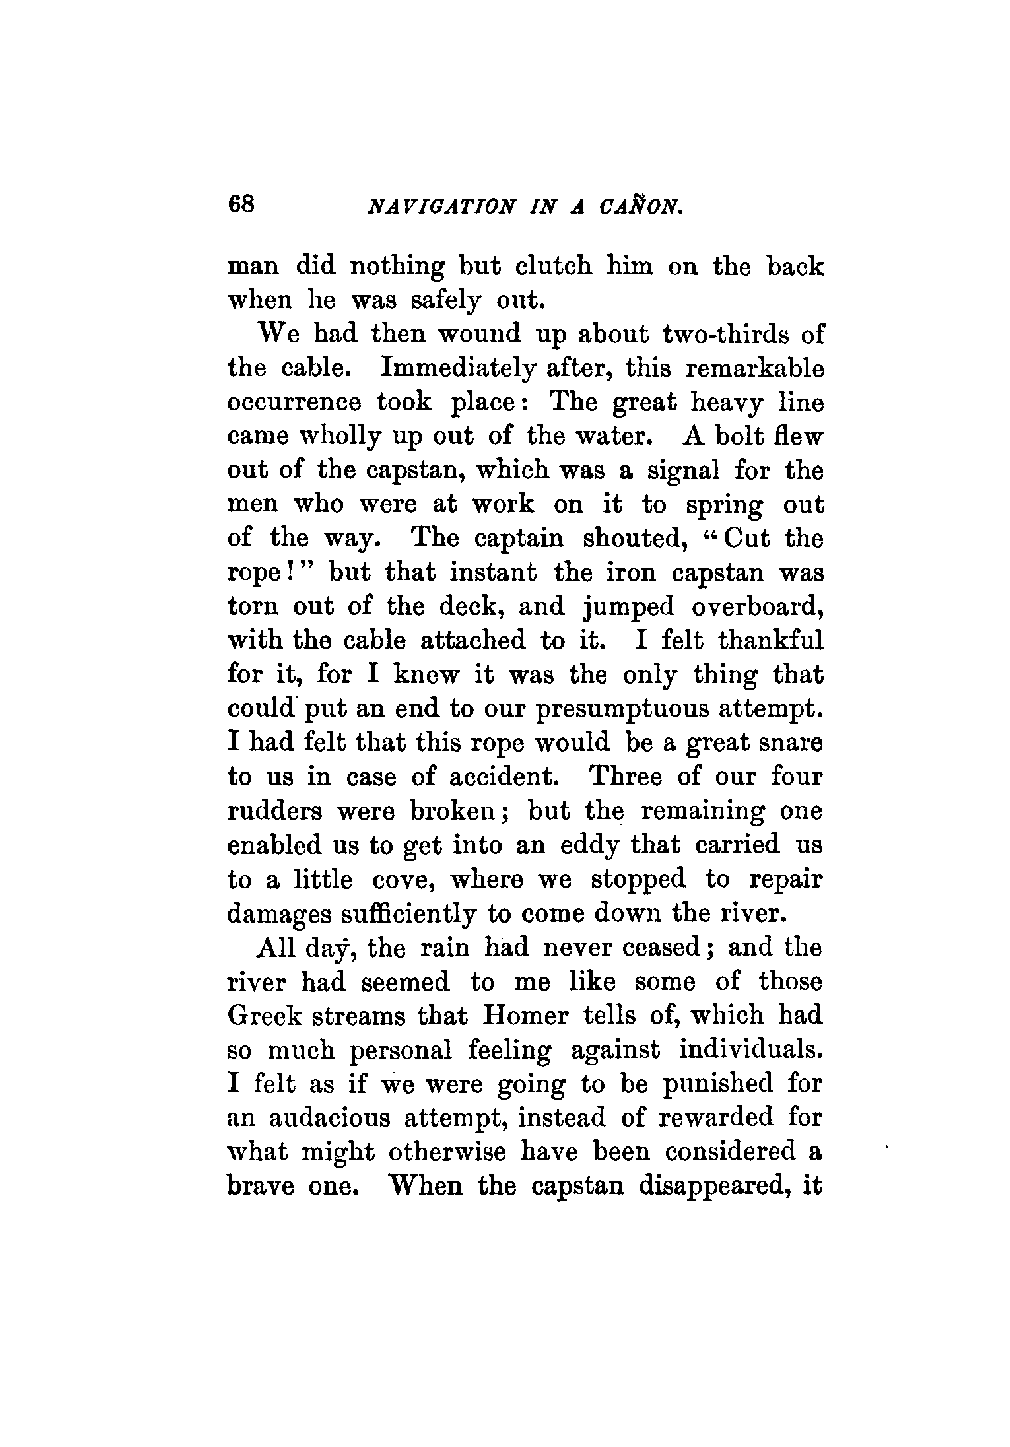 68 NAVIGATION IN A CAÑON.
man did nothing but clutch him on the back
when he was safely out.
We had then wound up about two-thirds of
the cable. Immediately after, this remarkable
occurrence took place: The great heavy line
came wholly up out of the water. A bolt flew
out of the capstan, which was a signal for the
men who were at work on it to spring out
of the way. The captain shouted, “Cut the
rope!” but that instant the iron capstan was
torn out of the deck, and jumped overboard,
with the cable attached to it. I felt thankful
for it, for I knew it was the only thing that
could put an end to our presumptuous attempt.
I had felt that this rope would be a great snare
to us in case of accident. Three of our four
rudders were broken; but the remaining one
enabled us to get into an eddy that carried us
to a little cove, where we stopped to repair
damages sufficiently to come down the river.
All day, the rain had never ceased; and the
river had seemed to me like some of those
Greek streams that Homer tells of, which had
so much personal feeling against individuals.
I felt as if we were going to be punished for
an audacious attempt, instead of rewarded for
what might otherwise have been considered a
brave one. When the capstan disappeared, it